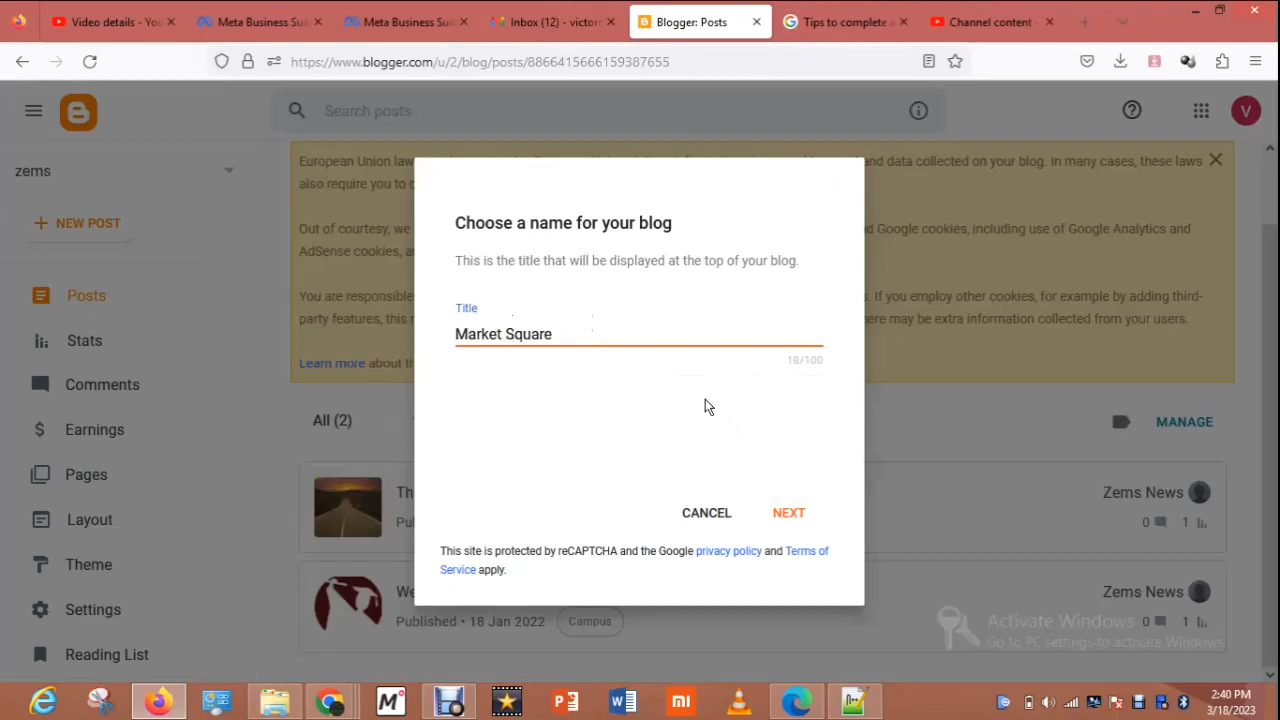 Video details - You
Meta Business Sui
Meta Business Sui
Inbox (12) - victor
Blogger: Posts
Tips to complete a
Channel content -
https://www.blogger.com/u/2/blog/posts/8866415666159387655
Search posts
V
zems
NEW POST
Posts
Stats
Comments
Earnings
Pages
Layout
Theme
Settings
Reading List
European Union law
and data collected on your blog. In many cases, these laws
also require you to
Out of courtesy, we
d Google cookies, including use of Google Analytics and
AdSense cookies,
You are responsible
s. If you employ other cookies, for example by adding third-
party features, this
here may be extra information collected from your users.
Learn more about th
All (2)
MANAGE
Th
Zems News
Pu
0 1
We
Zems News
Published • 18 Jan 2022
Campus
0 1
Choose a name for your blog
This is the title that will be displayed at the top of your blog.
Title
Market Square
18/100
CANCEL
NEXT
This site is protected by reCAPTCHA and the Google privacy policy and Terms of
Service apply.
Activate Windows
Go to PC settings to activate Windows.
2:40 PM
3/18/2023